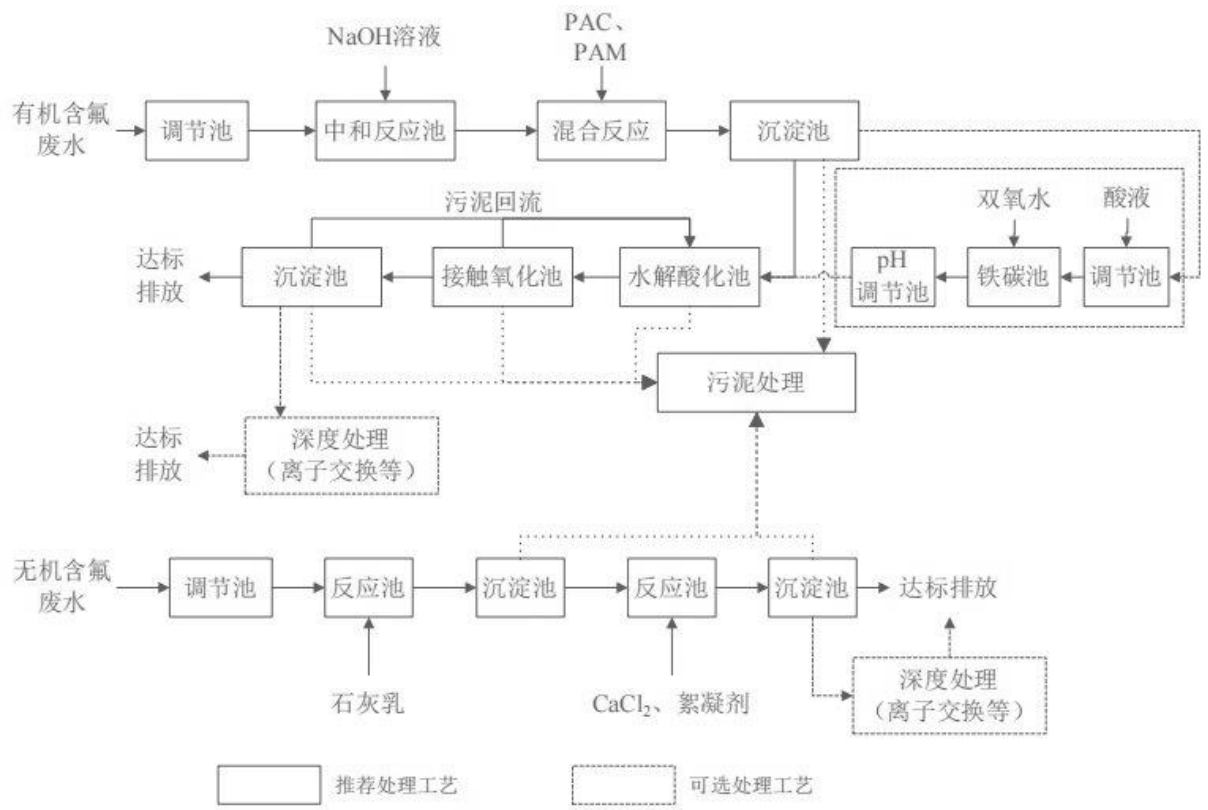 NaOH溶液
PAC、
PAM
有机含氟
废水
调节池
中和反应池
混合反应
沉淀池
污泥回流
双氧水
酸液
达标
排放
沉淀池
接触氧化池
水解酸化池
pH
调节池
铁碳池
调节池
污泥处理
达标
排放
深度处理
（离子交换等）
无机含氟
废水
调节池
反应池
沉淀池
反应池
沉淀池
达标排放
石灰乳
CaCl₂、絮凝剂
深度处理
（离子交换等）
推荐处理工艺
可选处理工艺